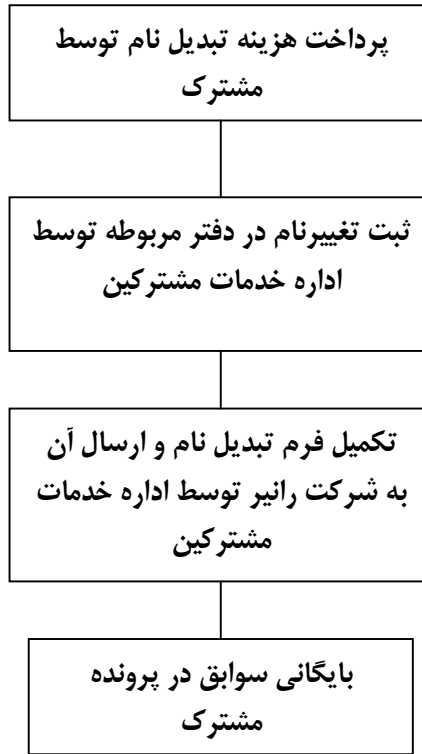 پرداخت هزینه تبدیل نام توسط
مشترک
ثبت تغییرنام در دفتر مربوطه توسط
اداره خدمات مشترکین
تکمیل فرم تبدیل نام و ارسال آن
به شرکت رانیر توسط اداره خدمات
مشترکین
بایگانی سوابق در پرونده
مشترک